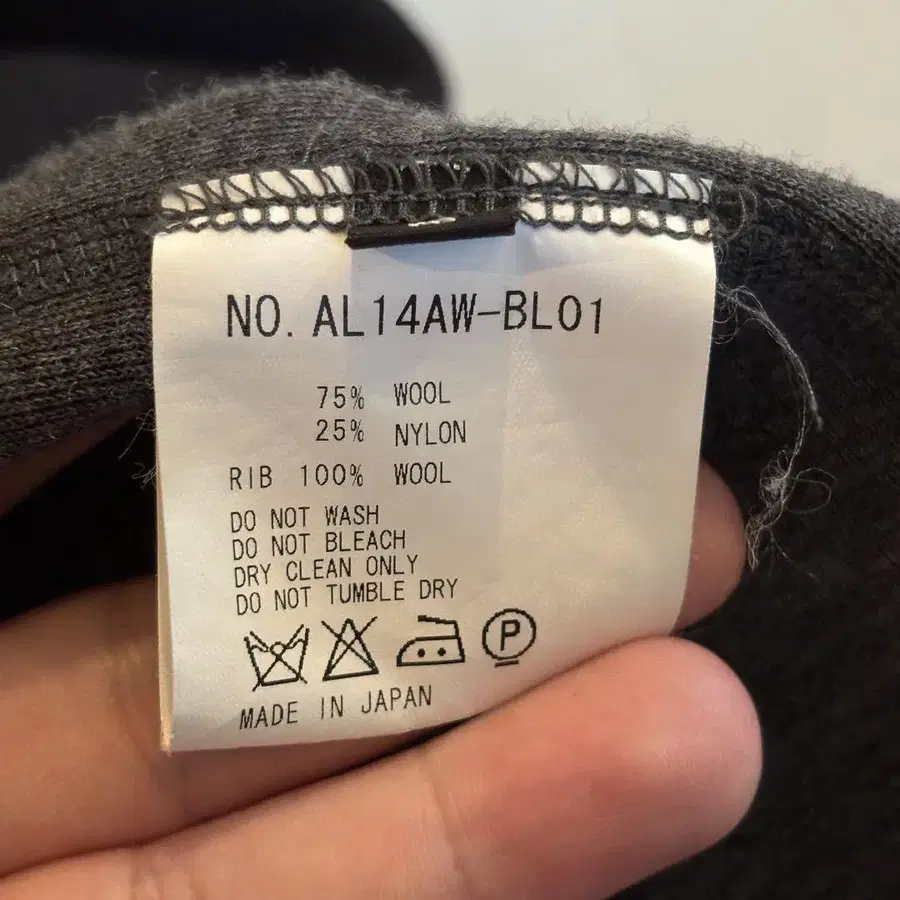 NO. AL14AW-BL01
75% WOOL
25% NYLON
RIB 100% WOOL
DO NOT WASH
DO NOT BLEACH
DRY CLEAN ONLY
DO NOT TUMBLE DRY
P
MADE IN JAPAN